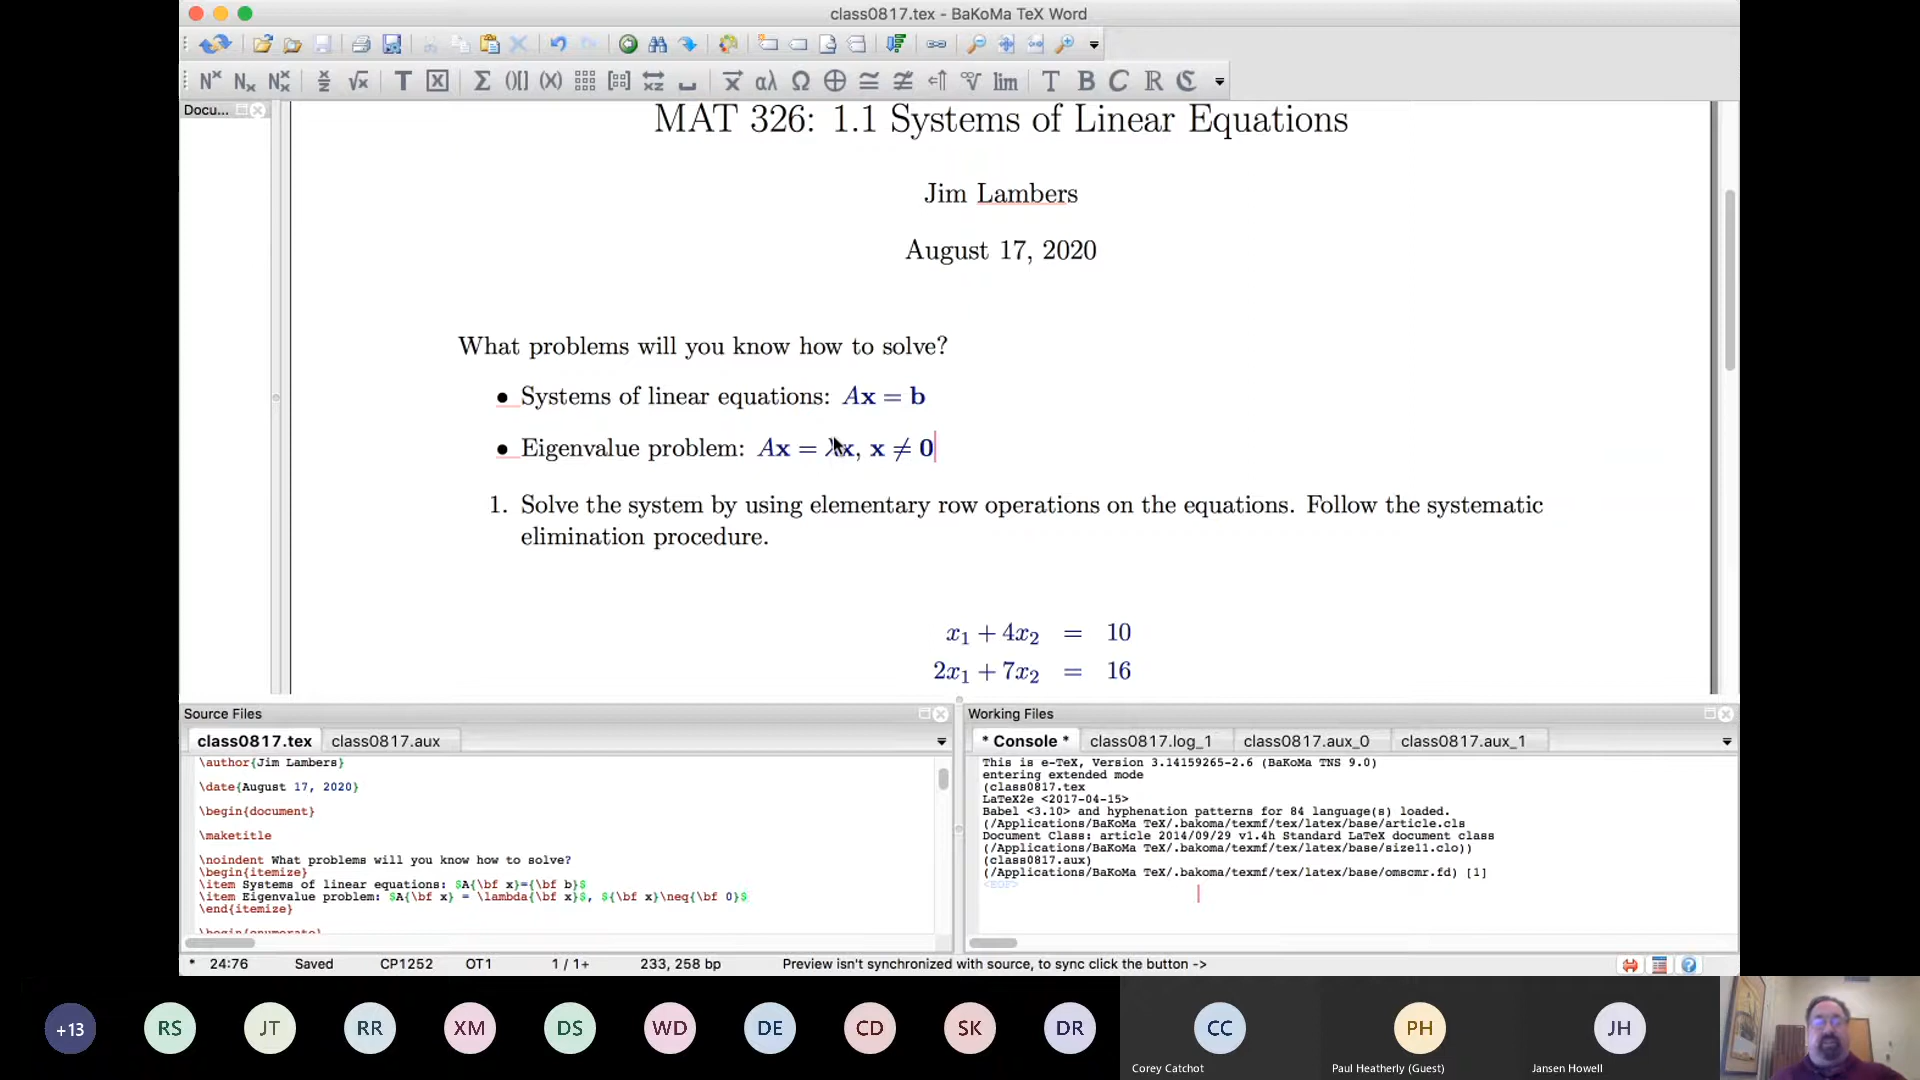 class0817.tex - BaKoMa TeX Word
Docu...
MAT 326: 1.1 Systems of Linear Equations
Jim Lambers
August 17, 2020
What problems will you know how to solve?
• Systems of linear equations: Ax = b
• Eigenvalue problem: Ax = λx, x ≠ 0
1. Solve the system by using elementary row operations on the equations. Follow the systematic
elimination procedure.
x₁ + 4x₂ = 10
2x₁ + 7x₂ = 16
Source Files
class0817.tex class0817.aux
\author{Jim Lambers}
\date{August 17, 2020}
\begin{document}
\maketitle
\noindent What problems will you know how to solve?
\begin{itemize}
\item Systems of linear equations: $A{\bf x}={\bf b}$
\item Eigenvalue problem: $A{\bf x} = \lambda{\bf x}$, ${\bf x}\neq{\bf 0}$
\end{itemize}
\begin{enumerate}
Working Files
* Console * class0817.log_1 class0817.aux_0 class0817.aux_1
This is e-TeX, Version 3.14159265-2.6 (BaKoMa TNS 9.0)
entering extended mode
(class0817.tex
LaTeX2e <2017-04-15>
Babel <3.10> and hyphenation patterns for 84 language(s) loaded.
(/Applications/BaKoMa TeX/.bakoma/texmf/tex/latex/base/article.cls
Document Class: article 2014/09/29 v1.4h Standard LaTeX document class
(/Applications/BaKoMa TeX/.bakoma/texmf/tex/latex/base/size11.clo))
(class0817.aux)
(/Applications/BaKoMa TeX/.bakoma/texmf/tex/latex/base/omscmr.fd) [1]
<EOF>
* 24:76 Saved CP1252 OT1 1 / 1+ 233, 258 bp Preview isn't synchronized with source, to sync click the button ->
+13 RS JT RR XM DS WD DE CD SK DR CC PH JH
Corey Catchot Paul Heatherly (Guest) Jansen Howell